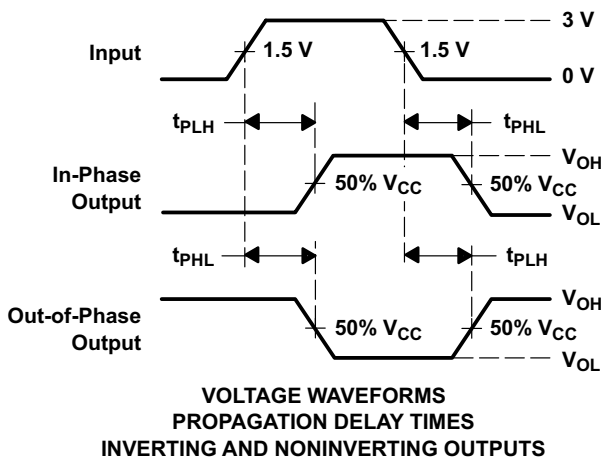 3 V
Input
1.5 V
1.5 V
0 V
tPLH
tPHL
In-Phase
Output
VOH
50% VCC
50% VCC
VOL
tPHL
tPLH
Out-of-Phase
Output
VOH
50% VCC
50% VCC
VOL
VOLTAGE WAVEFORMS
PROPAGATION DELAY TIMES
INVERTING AND NONINVERTING OUTPUTS